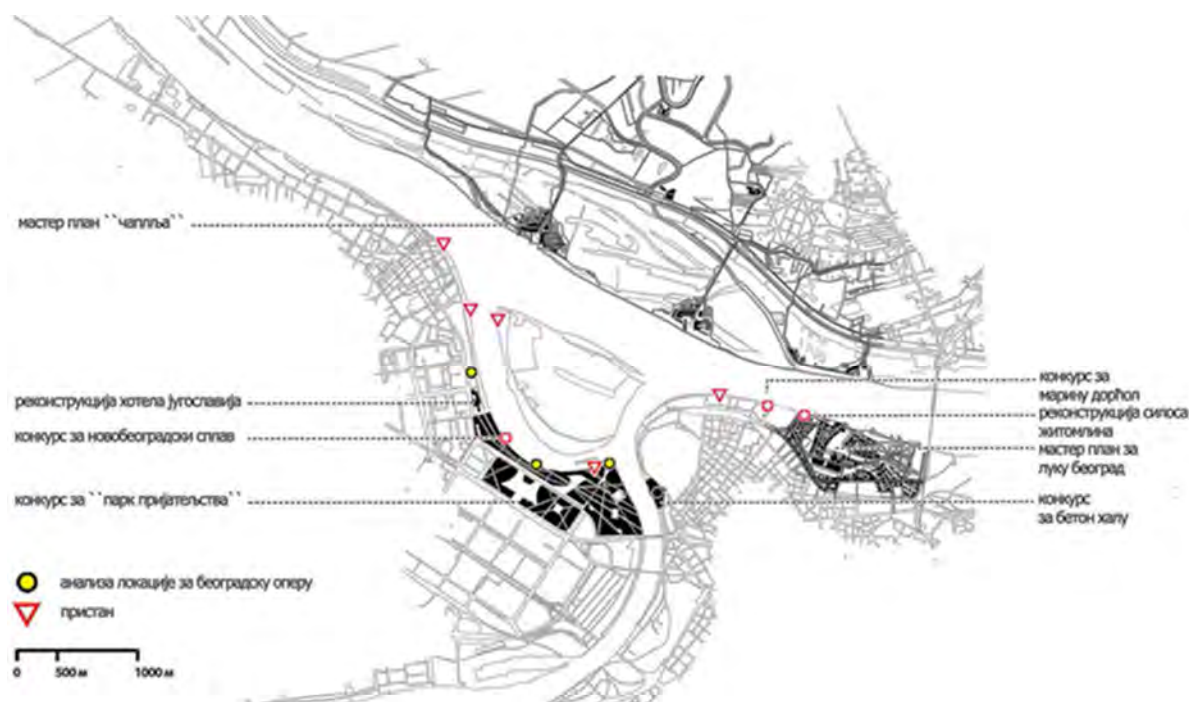 мастер план ``чапља``
реконструкција хотела југославија
конкурс за новобеоградски сплав
конкурс за ``парк пријатељства``
анализа локације за београдску оперу
пристан
0 500 м 1000 м
конкурс за
марину дорћол
реконструкција силоса
житомлина
мастер план за
луку београд
конкурс
за бетон халу